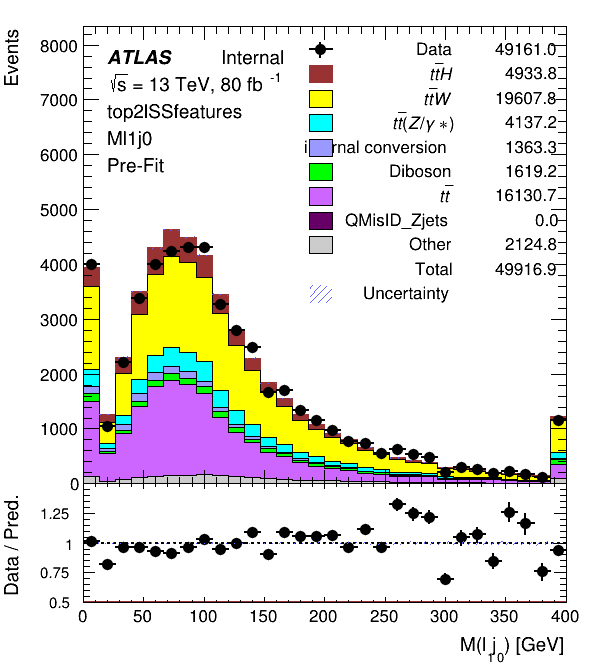 Events
8000
7000
6000
5000
4000
3000
2000
1000
0
ATLAS Internal
√s = 13 TeV, 80 fb⁻¹
top2lSSfeatures
Ml1j0
Pre-Fit
Data 49161.0
tt̄H 4933.8
tt̄W 19607.8
tt̄(Z/γ*) 4137.2
internal conversion 1363.3
Diboson 1619.2
tt̄ 16130.7
QMisID_Zjets 0.0
Other 2124.8
Total 49916.9
Uncertainty
Data / Pred.
1.25
1
0.75
0.5
0 50 100 150 200 250 300 350 400
M(l₁j₀) [GeV]